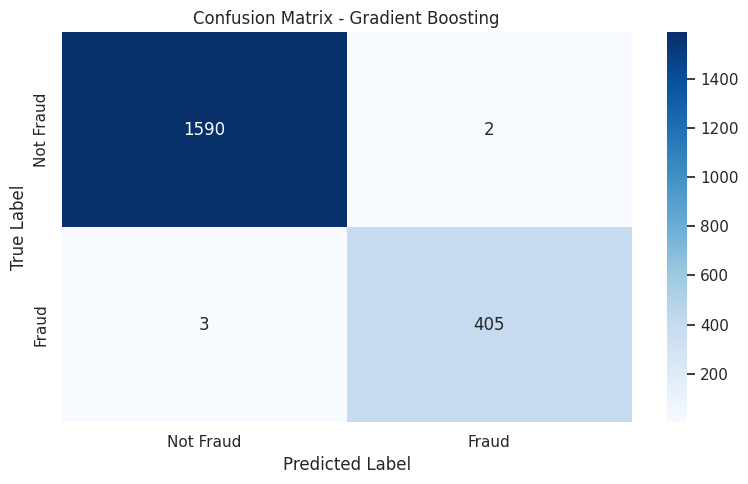 Confusion Matrix - Gradient Boosting
True Label
Not Fraud
Fraud
1590
2
3
405
Not Fraud
Fraud
Predicted Label
1400
1200
1000
800
600
400
200